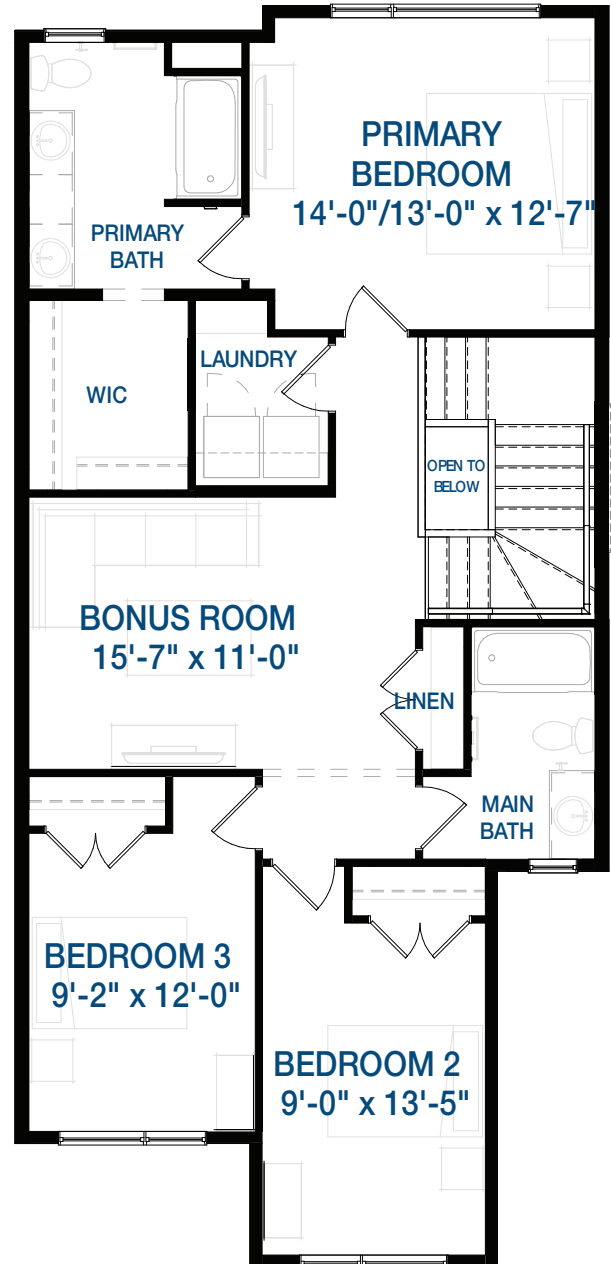 PRIMARY
BEDROOM
14'-0"/13'-0" x 12'-7"
PRIMARY
BATH
LAUNDRY
WIC
OPEN TO
BELOW
BONUS ROOM
15'-7" x 11'-0"
LINEN
MAIN
BATH
BEDROOM 3
9'-2" x 12'-0"
BEDROOM 2
9'-0" x 13'-5"